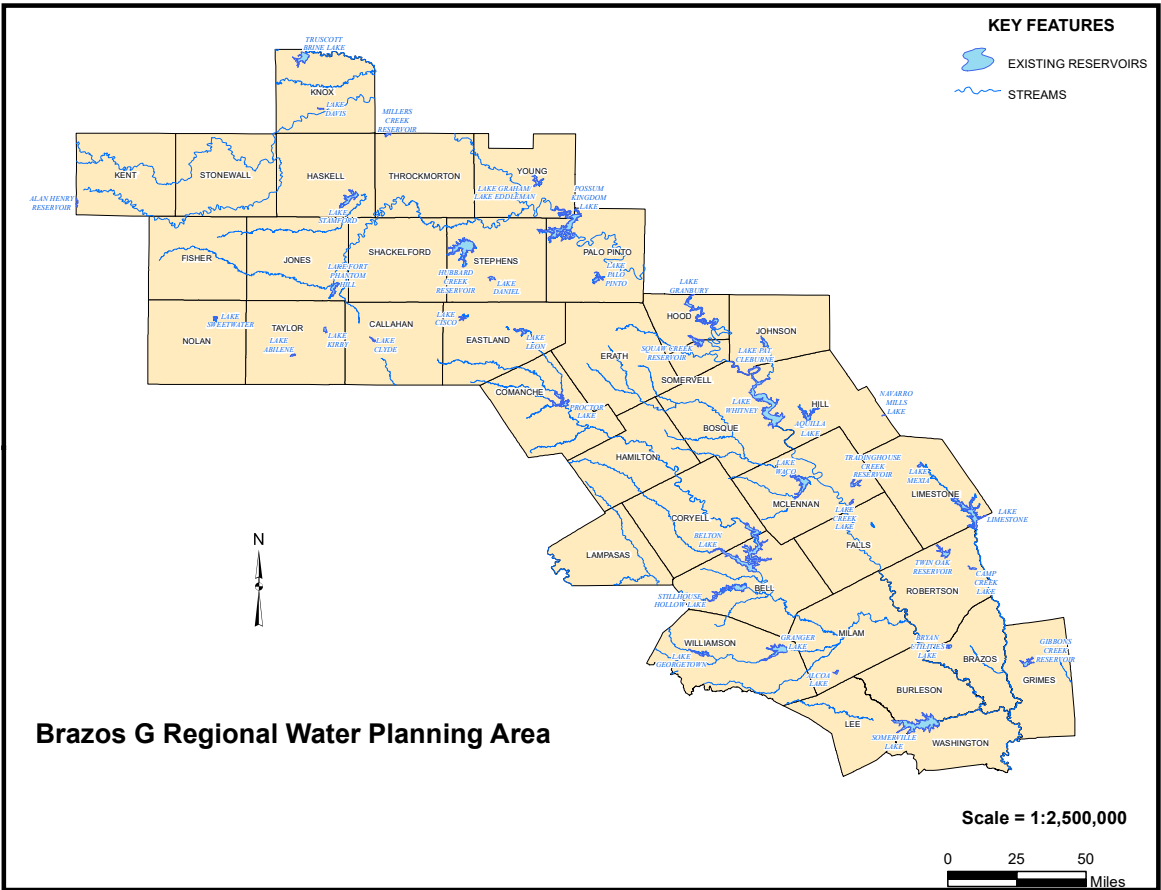 KEY FEATURES
EXISTING RESERVOIRS
STREAMS
TRUSCOTT
BRINE LAKE
KNOX
LAKE
DAVIS
MILLERS
CREEK
RESERVOIR
KENT
STONEWALL
HASKELL
THROCKMORTON
YOUNG
LAKE GRAHAM/
LAKE EDDLEMAN
POSSUM
KINGDOM
LAKE
ALAN HENRY
RESERVOIR
LAKE
STAMFORD
FISHER
JONES
SHACKELFORD
STEPHENS
PALO PINTO
LAKE FORT
PHANTOM
HILL
HUBBARD
CREEK
RESERVOIR
LAKE
DANIEL
LAKE
PALO
PINTO
LAKE
GRANBURY
NOLAN
LAKE
SWEETWATER
TAYLOR
LAKE
ABILENE
LAKE
KIRBY
CALLAHAN
LAKE
CLYDE
LAKE
CISCO
EASTLAND
LAKE
LEON
HOOD
JOHNSON
SQUAW CREEK
RESERVOIR
LAKE PAT
CLEBURNE
ERATH
SOMERVELL
COMANCHE
PROCTOR
LAKE
LAKE
WHITNEY
HILL
AQUILLA
LAKE
NAVARRO
MILLS
LAKE
BOSQUE
HAMILTON
LAKE
WACO
TRADINGHOUSE
CREEK
RESERVOIR
LAKE
MEXIA
LIMESTONE
MCLENNAN
LAKE
CREEK
LAKE
LAKE
LIMESTONE
CORYELL
BELTON
LAKE
FALLS
LAMPASAS
TWIN OAK
RESERVOIR
CAMP
CREEK
LAKE
BELL
ROBERTSON
STILLHOUSE
HOLLOW LAKE
WILLIAMSON
LAKE
GEORGETOWN
GRANGER
LAKE
MILAM
BRYAN
UTILITIES
LAKE
BRAZOS
GIBBONS
CREEK
RESERVOIR
GRIMES
ALCOA
LAKE
BURLESON
LEE
SOMERVILLE
LAKE
WASHINGTON
N
Brazos G Regional Water Planning Area
Scale = 1:2,500,000
0 25 50
Miles